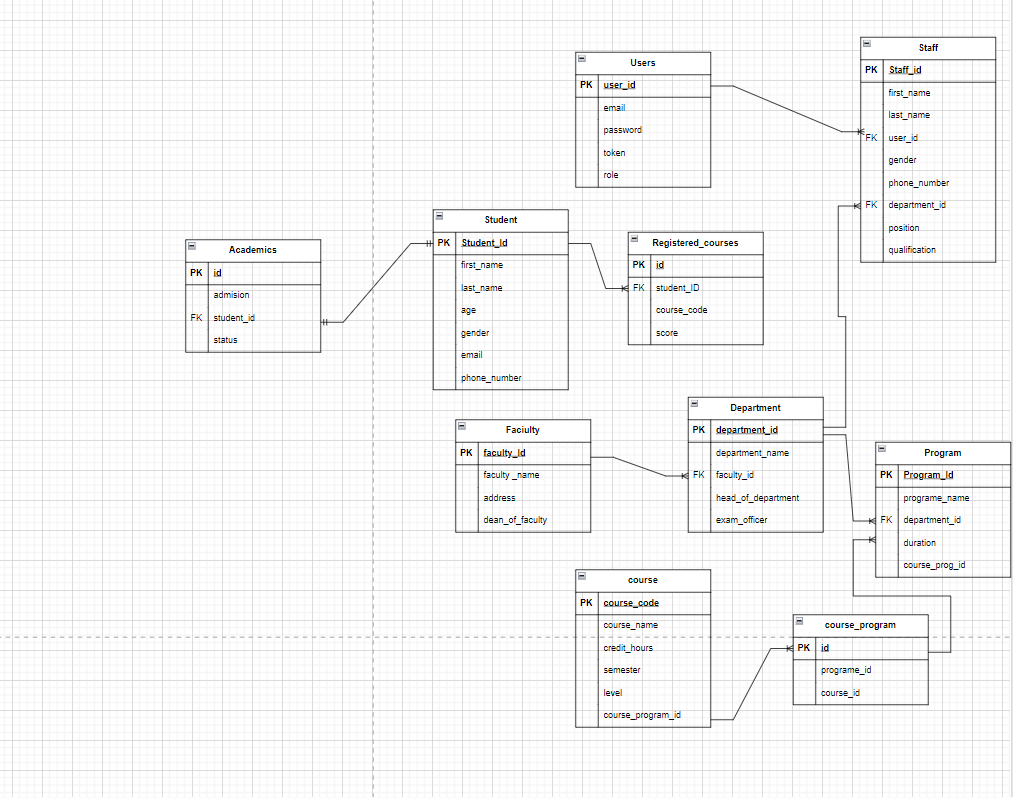 Users
PK user_id
email
password
token
role
Staff
PK Staff_id
first_name
last_name
FK user_id
gender
phone_number
FK department_id
position
qualification
Academics
PK id
admision
FK student_id
status
Student
PK Student_Id
first_name
last_name
age
gender
email
phone_number
Registered_courses
PK id
FK student_ID
course_code
score
Faciulty
PK faculty_Id
faculty _name
address
dean_of_faculty
Department
PK department_id
department_name
FK faculty_id
head_of_department
exam_officer
Program
PK Program_Id
programe_name
FK department_id
duration
course_prog_id
course
PK course_code
course_name
credit_hours
semester
level
course_program_id
course_program
PK id
programe_id
course_id